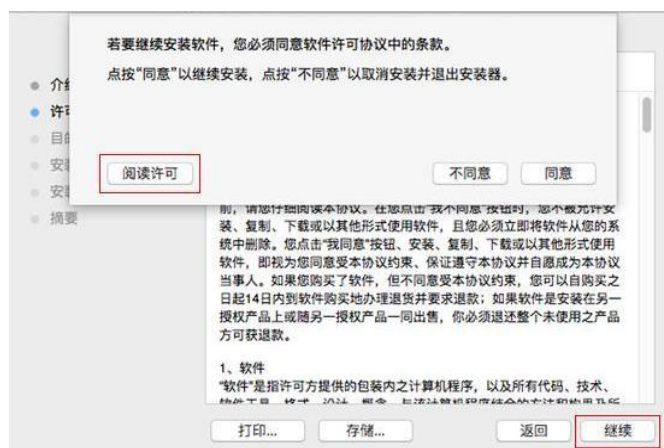 若要继续安装软件，您必须同意软件许可协议中的条款。
点按“同意”以继续安装，点按“不同意”以取消安装并退出安装器。
阅读许可
不同意
同意
介
许
目
安
安
摘要
前，请您仔细阅读本协议。在您点击“我不同意”按钮时，您不被允许安
装、复制、下载或以其他形式使用软件，且您必须立即将软件从您的系
统中删除。您点击“我同意”按钮、安装、复制、下载或以其他形式使用
软件，即视为您同意受本协议约束、保证遵守本协议并自愿成为本协议
当事人。如果您购买了软件，但不同意受本协议约束，您可以自购买之
日起14日内到软件购买地办理退货并要求退款；如果软件是安装在另一
授权产品上或随另一授权产品一同出售，你必须退还整个未使用之产品
方可获退款。
1、软件
“软件”是指许可方提供的包装内之计算机程序，以及所有代码、技术、
打印...
存储...
返回
继续